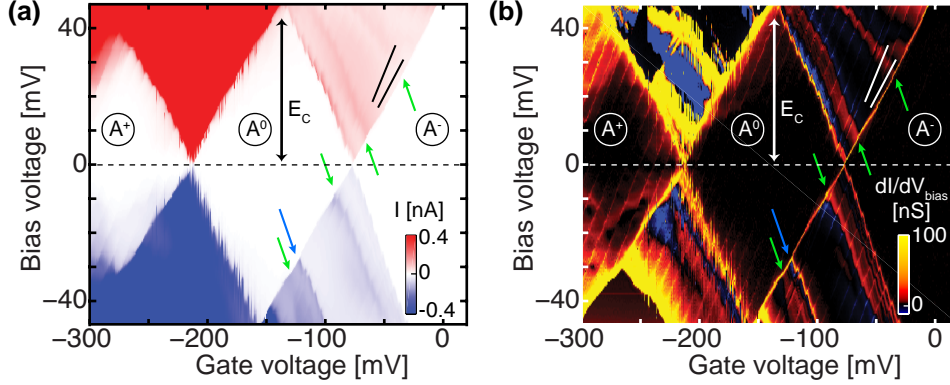 (a)
Bias voltage [mV]
40
0
−40
A⁺
A⁰
E_C
A⁻
I [nA]
0.4
0
-0.4
−300
−200
−100
0
Gate voltage [mV]
(b)
Bias voltage [mV]
40
0
−40
A⁺
A⁰
E_C
A⁻
dI/dV_bias
[nS]
100
-0
−300
−200
−100
0
Gate voltage [mV]